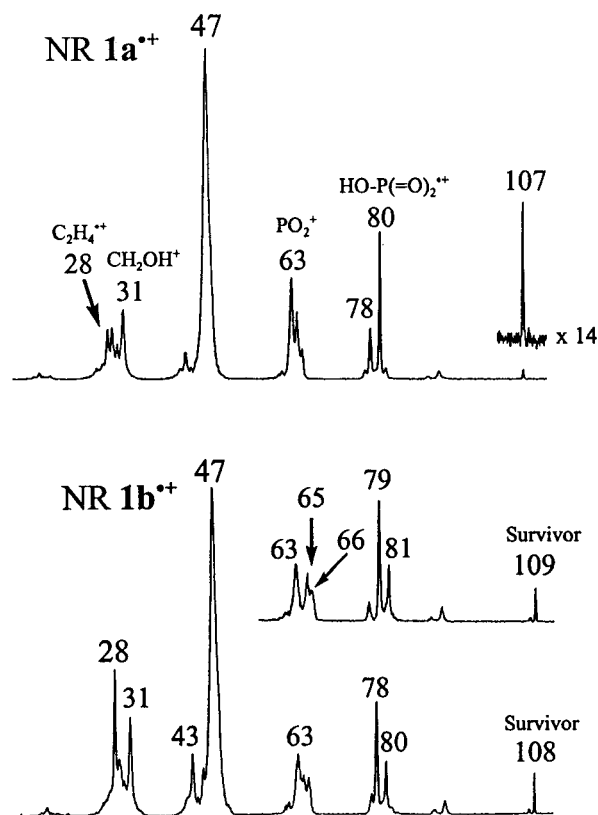 NR 1a•+
47
C2H4•+
28
CH2OH+
31
PO2+
63
HO-P(=O)2•+
80
78
107
x 14
NR 1b•+
47
28
31
43
63
78
80
Survivor
108
63
65
66
79
81
Survivor
109